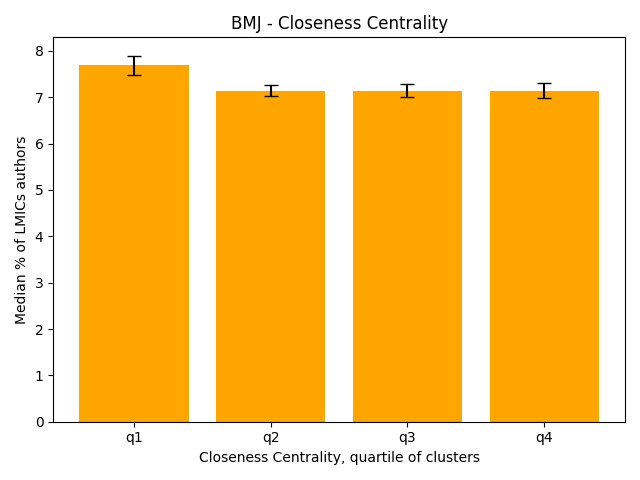 BMJ - Closeness Centrality
Median % of LMICs authors
8
7
6
5
4
3
2
1
0
q1 q2 q3 q4
Closeness Centrality, quartile of clusters